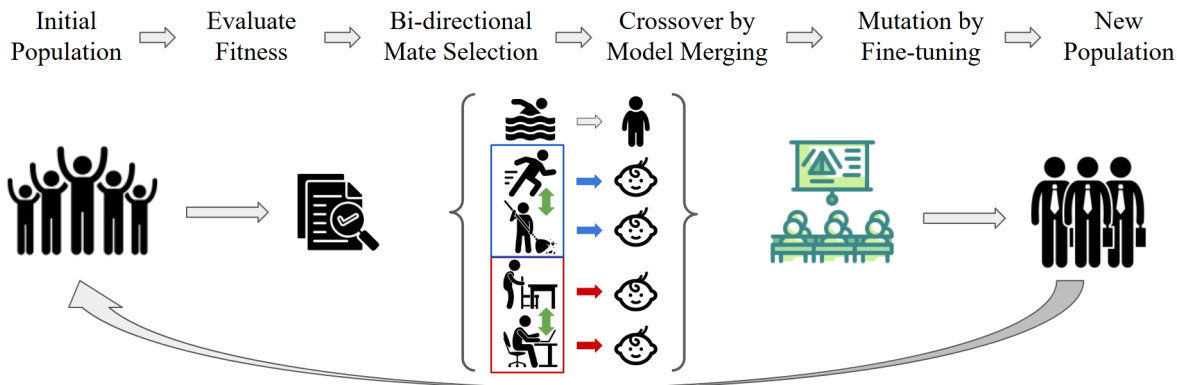 Initial
Population
Evaluate
Fitness
Bi-directional
Mate Selection
Crossover by
Model Merging
Mutation by
Fine-tuning
New
Population